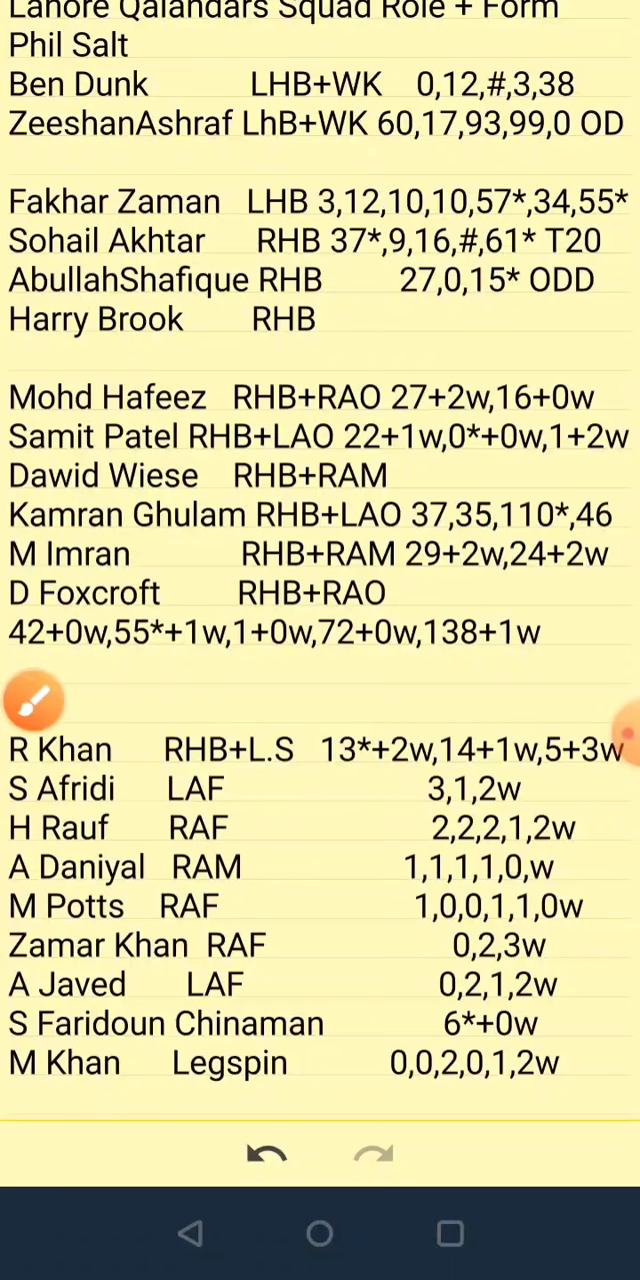 Lahore Qalandars Squad Role + Form
Phil Salt
Ben Dunk LHB+WK 0,12,#,3,38
ZeeshanAshraf LhB+WK 60,17,93,99,0 OD
Fakhar Zaman LHB 3,12,10,10,57*,34,55*
Sohail Akhtar RHB 37*,9,16,#,61* T20
AbullahShafique RHB 27,0,15* ODD
Harry Brook RHB
Mohd Hafeez RHB+RAO 27+2w,16+0w
Samit Patel RHB+LAO 22+1w,0*+0w,1+2w
Dawid Wiese RHB+RAM
Kamran Ghulam RHB+LAO 37,35,110*,46
M Imran RHB+RAM 29+2w,24+2w
D Foxcroft RHB+RAO
42+0w,55*+1w,1+0w,72+0w,138+1w
R Khan RHB+L.S 13*+2w,14+1w,5+3w
S Afridi LAF 3,1,2w
H Rauf RAF 2,2,2,1,2w
A Daniyal RAM 1,1,1,1,0,w
M Potts RAF 1,0,0,1,1,0w
Zamar Khan RAF 0,2,3w
A Javed LAF 0,2,1,2w
S Faridoun Chinaman 6*+0w
M Khan Legspin 0,0,2,0,1,2w